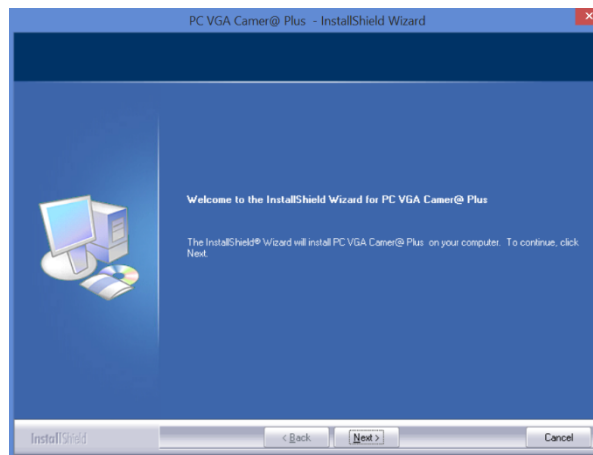 PC VGA Camer@ Plus - InstallShield Wizard
Welcome to the InstallShield Wizard for PC VGA Camer@ Plus
The InstallShield® Wizard will install PC VGA Camer@ Plus on your computer. To continue, click
Next.
InstallShield
< Back
Next >
Cancel